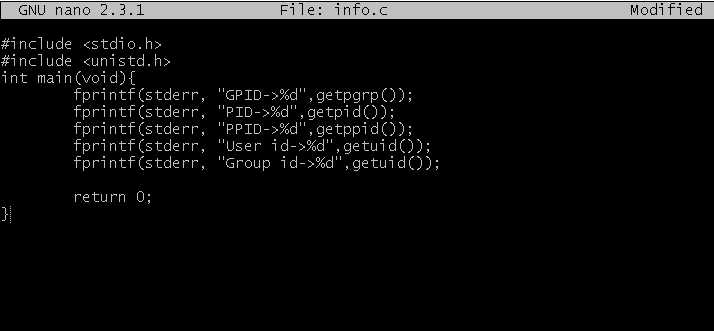 GNU nano 2.3.1 File: info.c Modified
#include <stdio.h>
#include <unistd.h>
int main(void){
        fprintf(stderr, "GPID->%d",getpgrp());
        fprintf(stderr, "PID->%d",getpid());
        fprintf(stderr, "PPID->%d",getppid());
        fprintf(stderr, "User id->%d",getuid());
        fprintf(stderr, "Group id->%d",getuid());
        return 0;
}